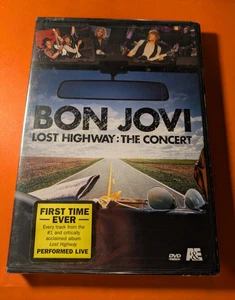 BON JOVI
LOST HIGHWAY: THE CONCERT
FIRST TIME
EVER
Every track from the
#1 and critically
acclaimed album
Lost Highway
PERFORMED LIVE
DVD
A&E